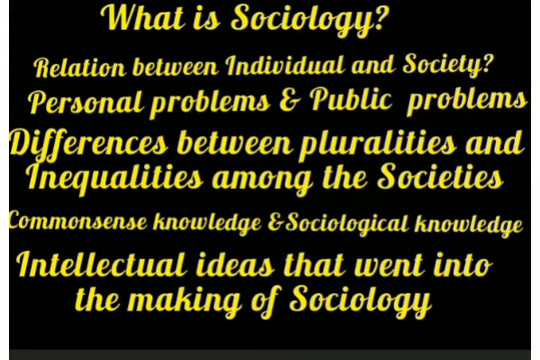 What is Sociology?
Relation between Individual and Society?
Personal problems & Public problems
Differences between pluralities and
Inequalities among the Societies
Commonsense knowledge &Sociological knowledge
Intellectual ideas that went into
the making of Sociology